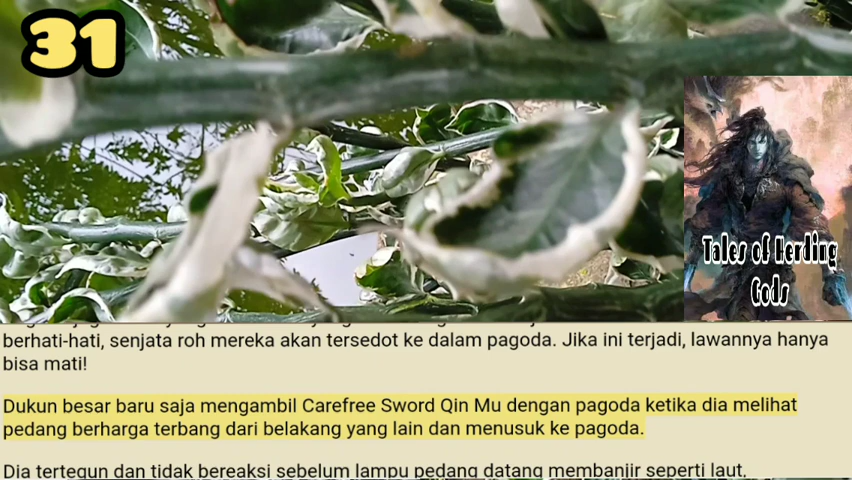 31
Tales of Herding
Gods
berhati-hati, senjata roh mereka akan tersedot ke dalam pagoda. Jika ini terjadi, lawannya hanya
bisa mati!
Dukun besar baru saja mengambil Carefree Sword Qin Mu dengan pagoda ketika dia melihat
pedang berharga terbang dari belakang yang lain dan menusuk ke pagoda.
Dia tertegun dan tidak bereaksi sebelum lampu pedang datang membanjir seperti laut,